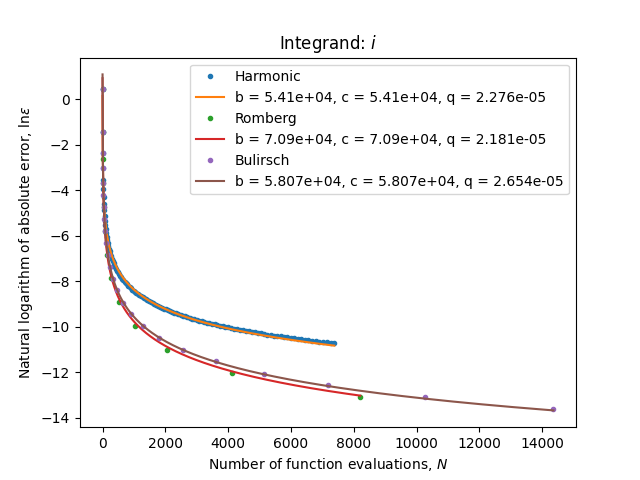 Integrand: i
Harmonic
b = 5.41e+04, c = 5.41e+04, q = 2.276e-05
Romberg
b = 7.09e+04, c = 7.09e+04, q = 2.181e-05
Bulirsch
b = 5.807e+04, c = 5.807e+04, q = 2.654e-05
Natural logarithm of absolute error, lnε
0
−2
−4
−6
−8
−10
−12
−14
0 2000 4000 6000 8000 10000 12000 14000
Number of function evaluations, N